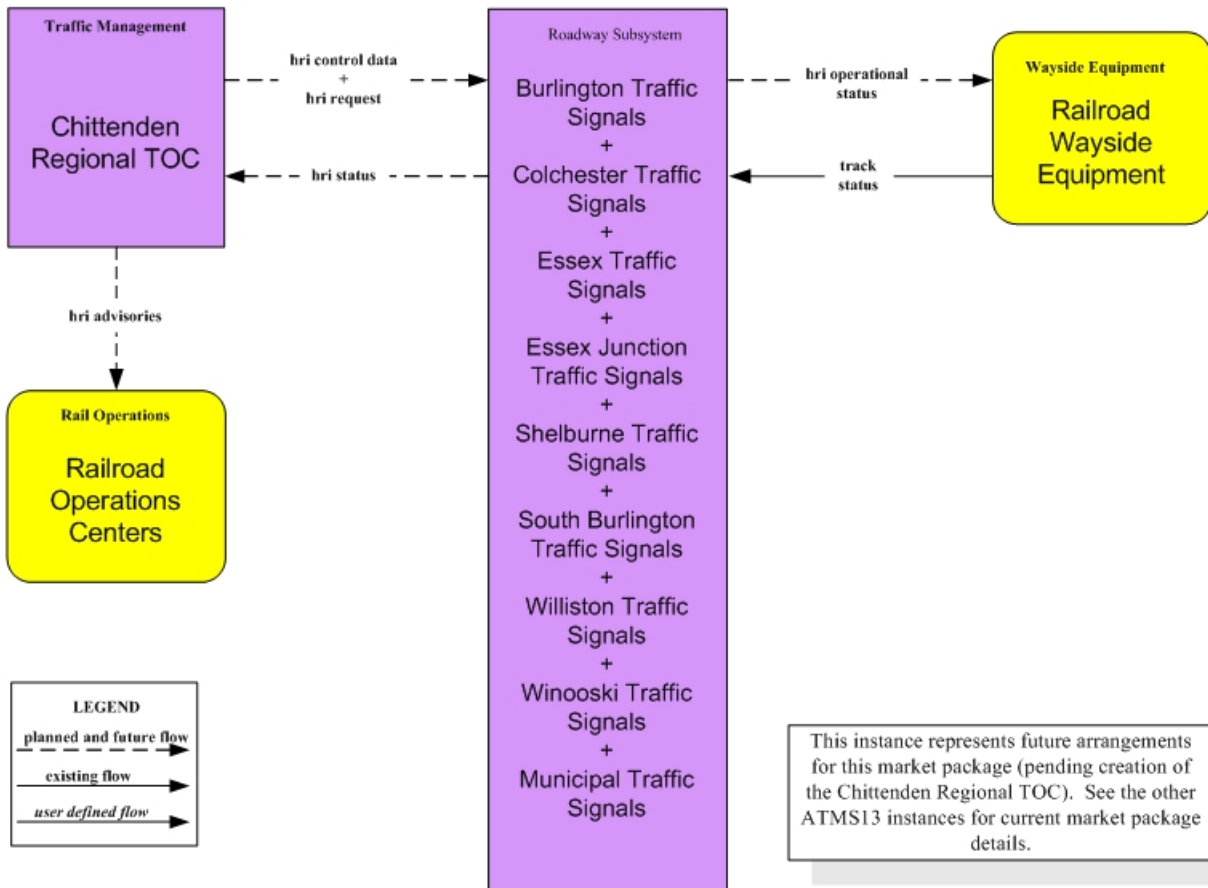 Traffic Management
Chittenden
Regional TOC
hri control data
+
hri request
hri status
hri advisories
Rail Operations
Railroad
Operations
Centers
Roadway Subsystem
Burlington Traffic
Signals
+
Colchester Traffic
Signals
+
Essex Traffic
Signals
+
Essex Junction
Traffic Signals
+
Shelburne Traffic
Signals
+
South Burlington
Traffic Signals
+
Williston Traffic
Signals
+
Winooski Traffic
Signals
+
Municipal Traffic
Signals
hri operational
status
track
status
Wayside Equipment
Railroad
Wayside
Equipment
LEGEND
planned and future flow
existing flow
user defined flow
This instance represents future arrangements
for this market package (pending creation of
the Chittenden Regional TOC).  See the other
ATMS13 instances for current market package
details.